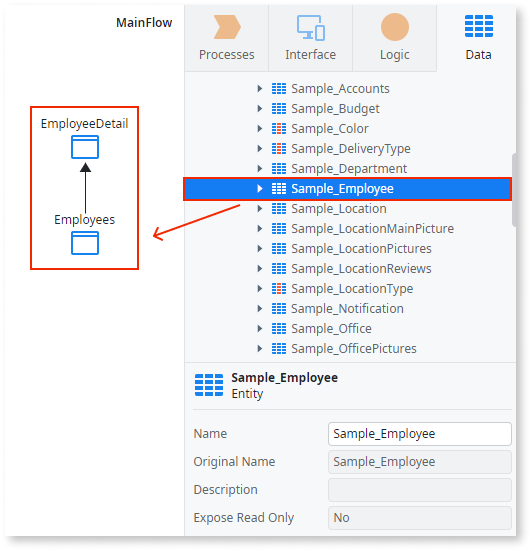 MainFlow
EmployeeDetail
Employees
Processes
Interface
Logic
Data
Sample_Accounts
Sample_Budget
Sample_Color
Sample_DeliveryType
Sample_Department
Sample_Employee
Sample_Location
Sample_LocationMainPicture
Sample_LocationPictures
Sample_LocationReviews
Sample_LocationType
Sample_Notification
Sample_Office
Sample_OfficePictures
Sample_Employee
Entity
Name Sample_Employee
Original Name Sample_Employee
Description
Expose Read Only No